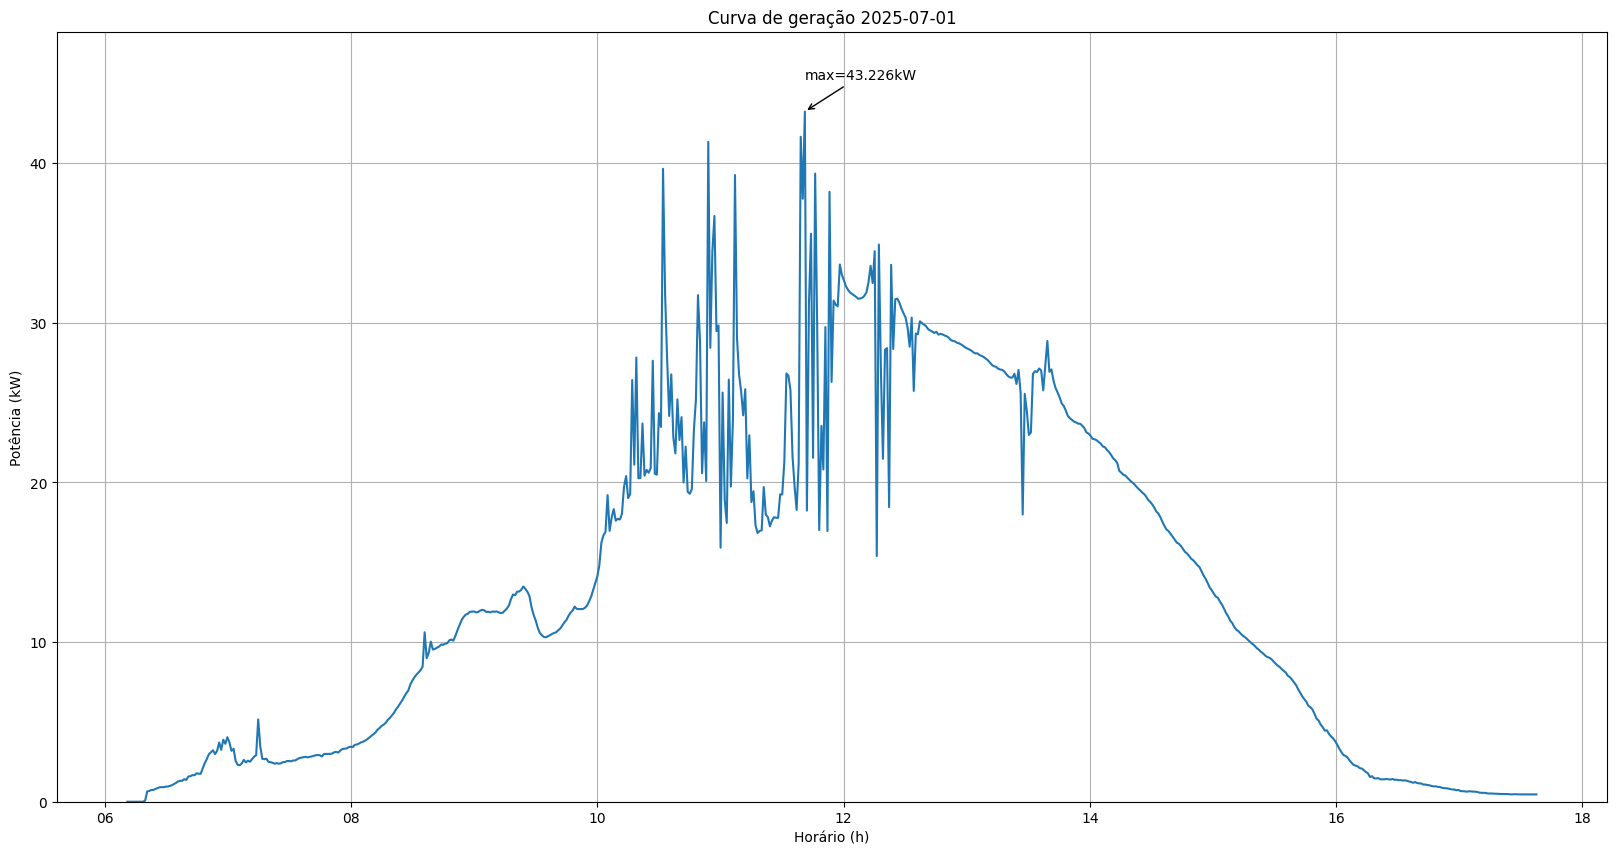 Curva de geração 2025-07-01
max=43.226kW
Potência (kW)
40
30
20
10
0
06 08 10 12 14 16 18
Horário (h)